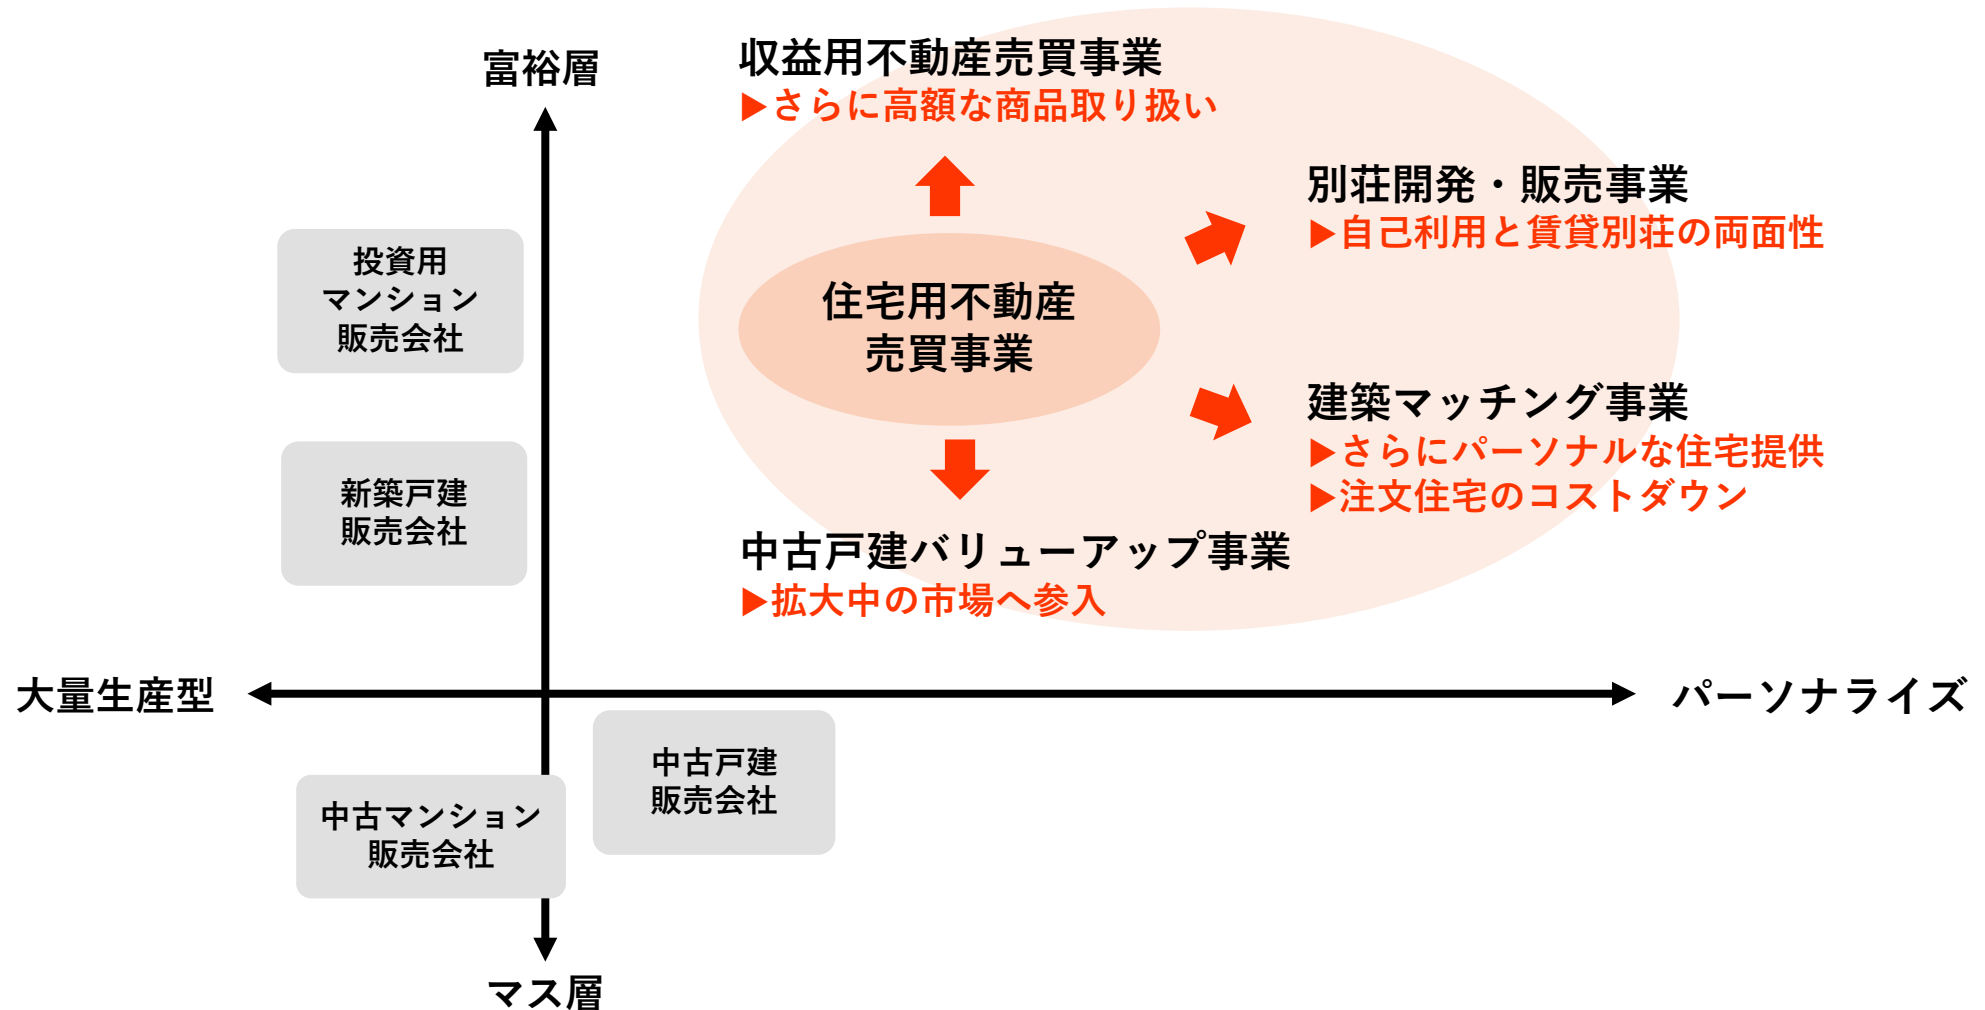 富裕層
収益用不動産売買事業
▶さらに高額な商品取り扱い
別荘開発・販売事業
▶自己利用と賃貸別荘の両面性
投資用
マンション
販売会社
住宅用不動産
売買事業
建築マッチング事業
▶さらにパーソナルな住宅提供
▶注文住宅のコストダウン
新築戸建
販売会社
中古戸建バリューアップ事業
▶拡大中の市場へ参入
大量生産型
パーソナライズ
中古戸建
販売会社
中古マンション
販売会社
マス層